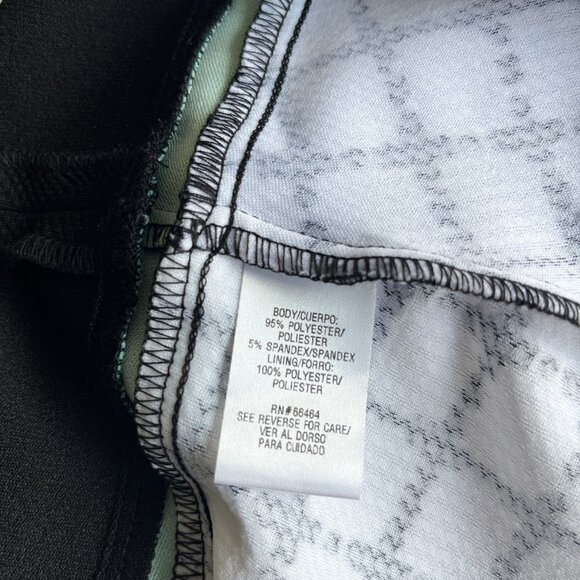 BODY/CUERPO:
95% POLYESTER/
POLIESTER
5% SPANDEX/SPANDEX
LINING/FORRO:
100% POLYESTER/
POLIESTER
RN# 66464
SEE REVERSE FOR CARE/
VER AL DORSO
PARA CUIDADO